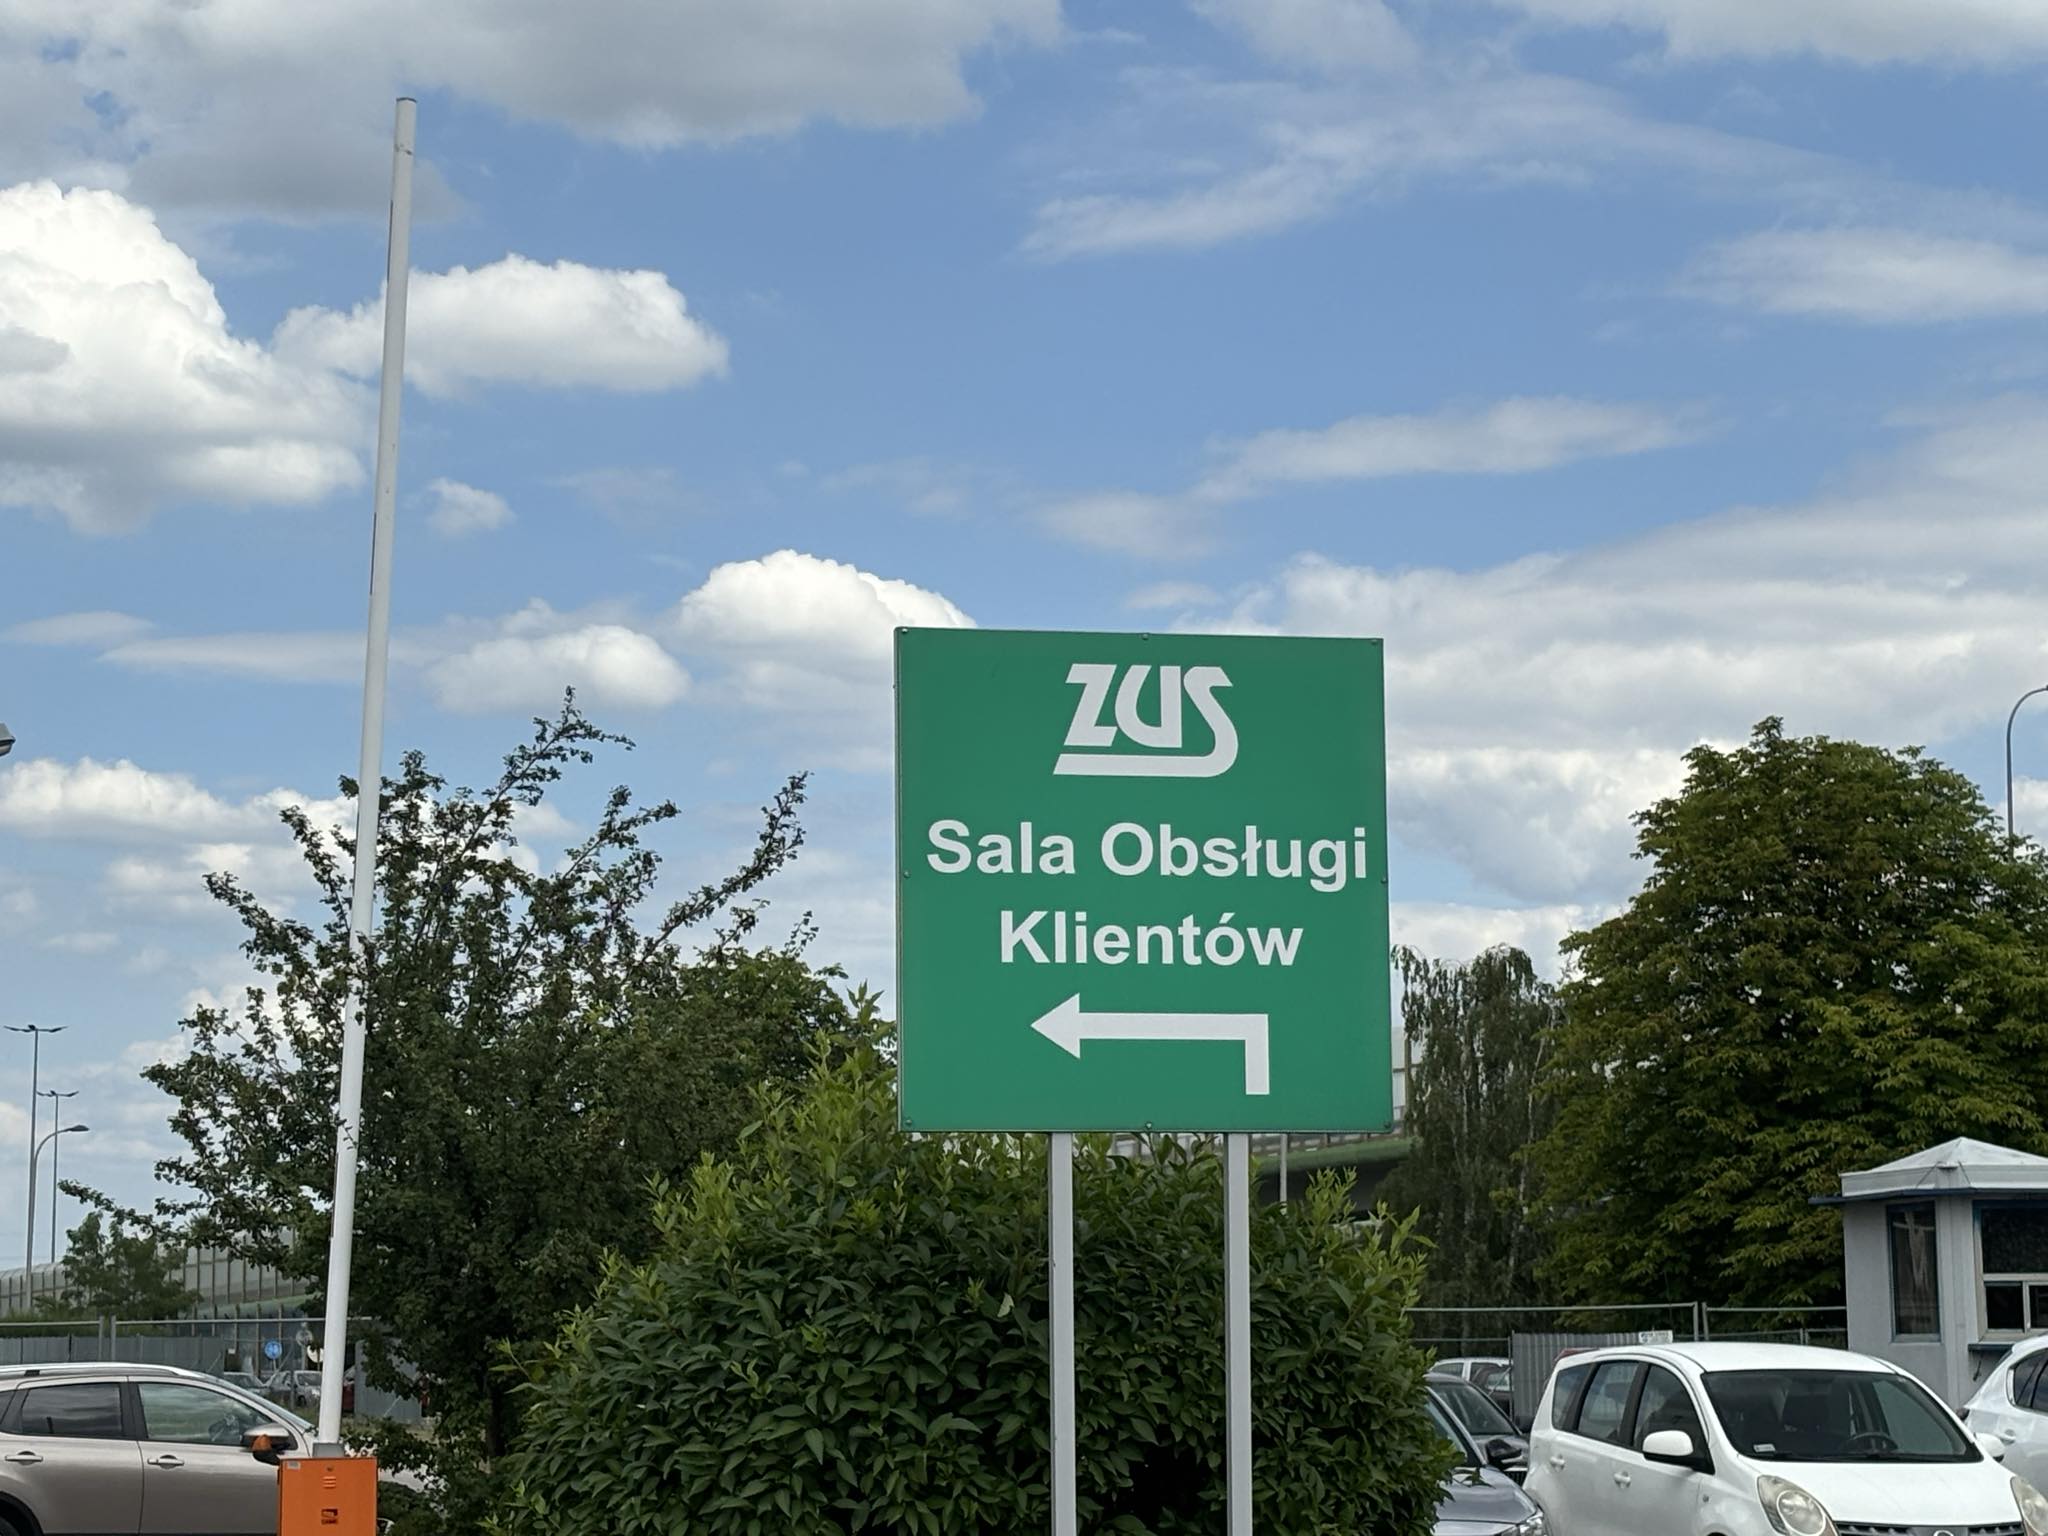 ZUS
Sala Obsługi
Klientów